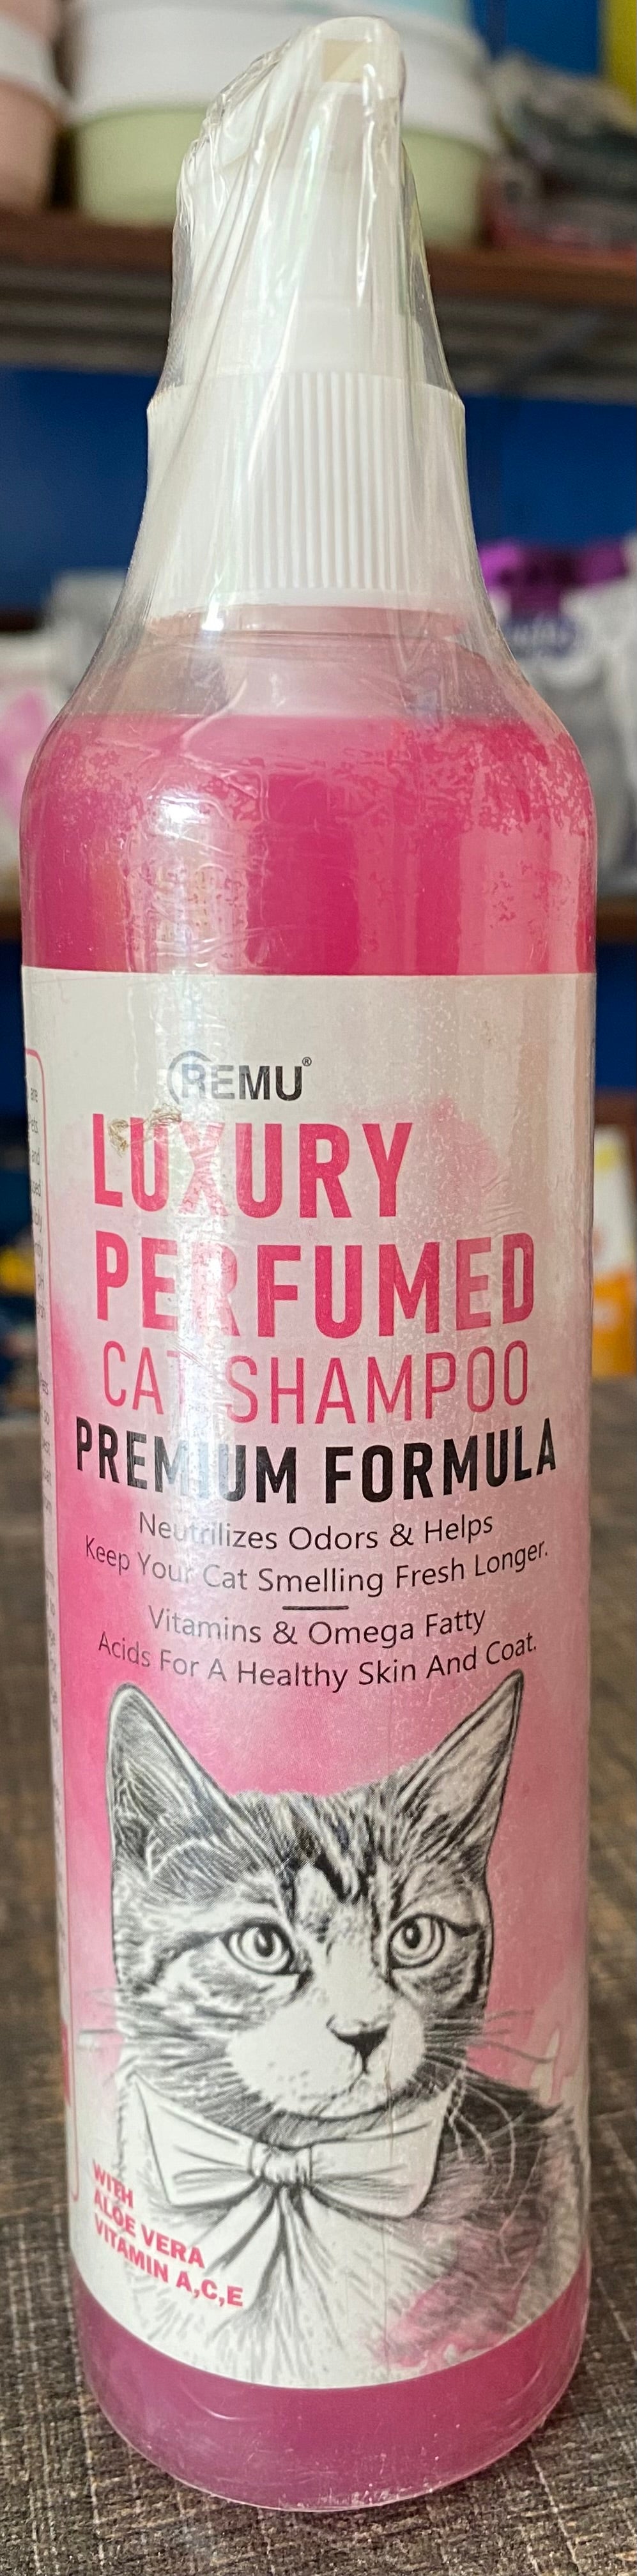 REMU®
LUXURY
PERFUMED
CAT SHAMPOO
PREMIUM FORMULA
Neutrilizes Odors & Helps
Keep Your Cat Smelling Fresh Longer.
Vitamins & Omega Fatty
Acids For A Healthy Skin And Coat.
WITH
ALOE VERA
VITAMIN A,C,E